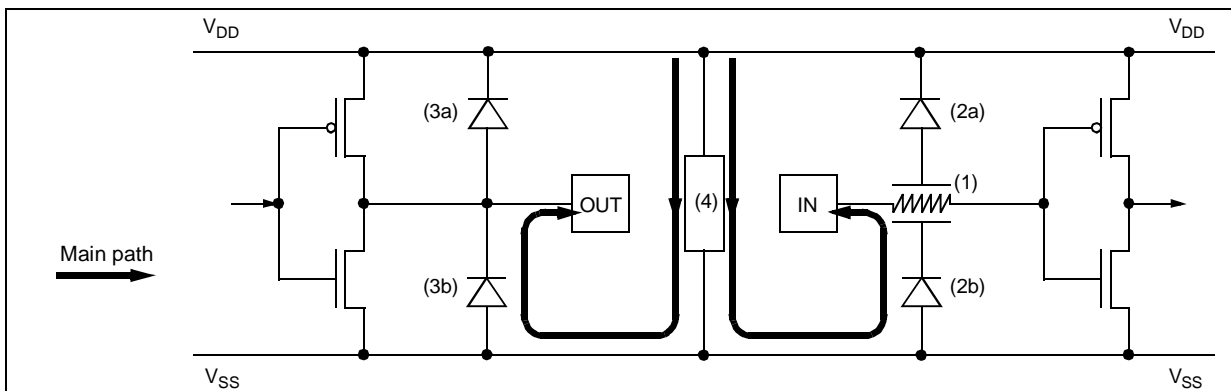 VDD VDD
(3a) (2a)
(1)
OUT (4) IN
Main path
(3b) (2b)
VSS VSS